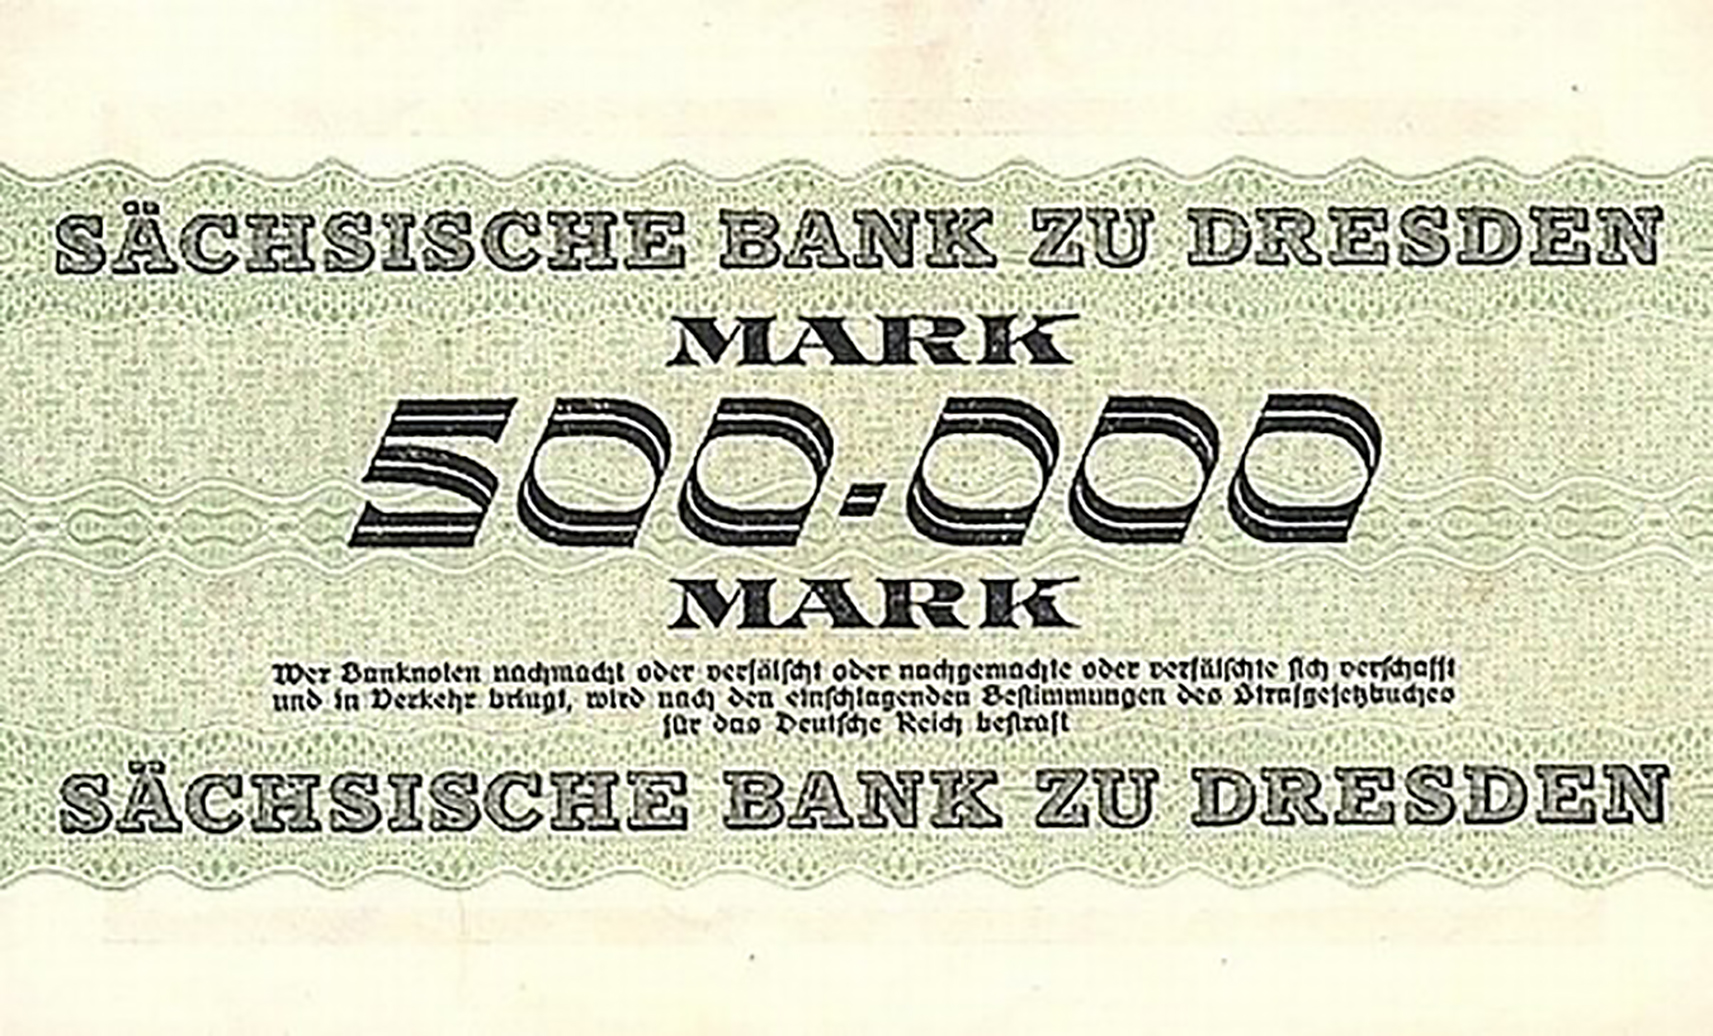 SÄCHSISCHE BANK ZU DRESDEN
MARK
500.000
MARK
Wer Banknoten nachmacht oder verfälscht oder nachgemachte oder verfälschte sich verschafft
und in Verkehr bringt, wird nach den einschlagenden Bestimmungen des Strafgesetzbuches
für das Deutsche Reich bestraft
SÄCHSISCHE BANK ZU DRESDEN